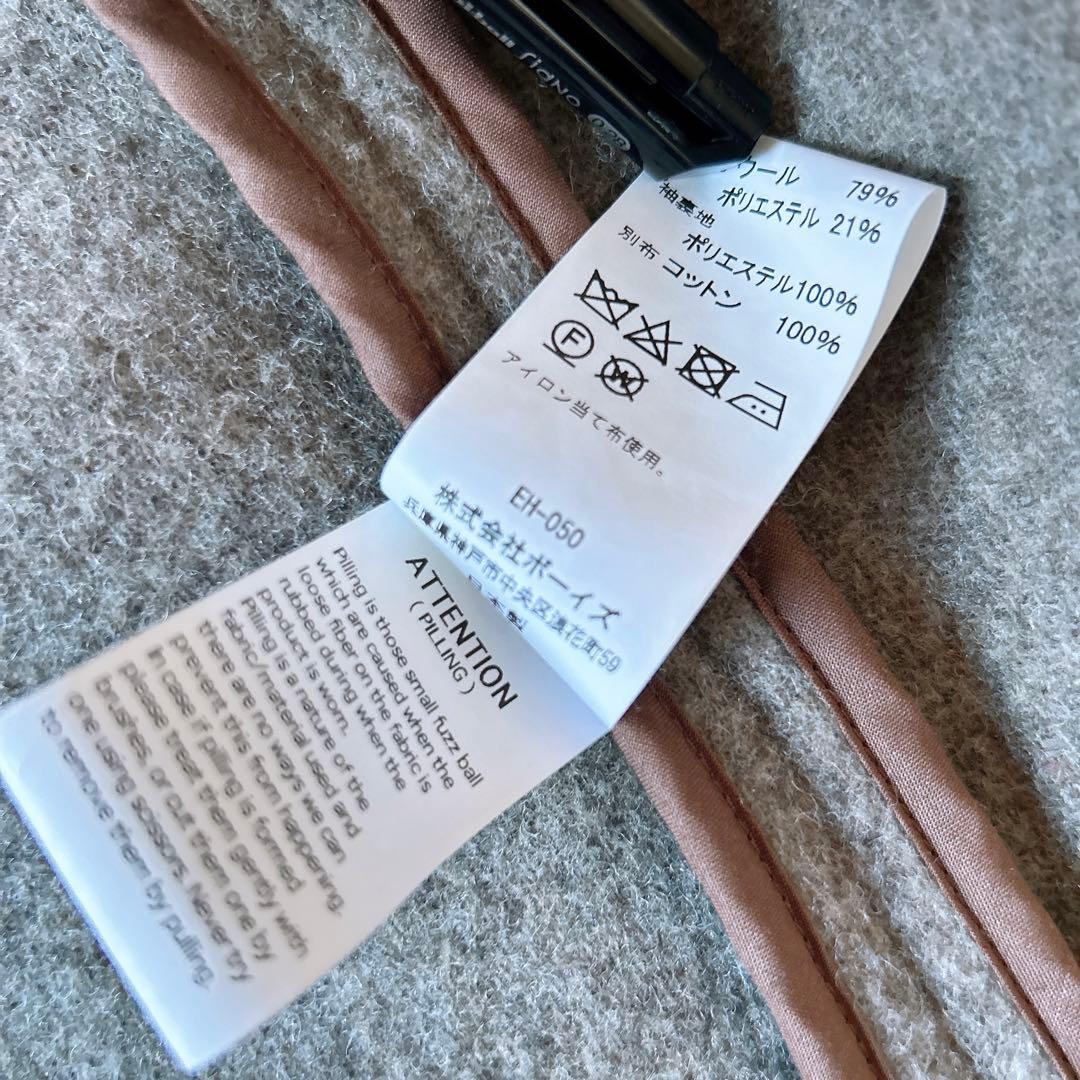 uni-ball Signo 028
ウール 79%
ポリエステル 21%
袖裏地
ポリエステル100%
別布 コットン
100%
F
W
アイロン当て布使用。
EH-050
株式会社ボーイズ
兵庫県神戸市中央区浪花町59
日本製
ATTENTION
(PILLING)
Pilling is those small fuzz ball
which are caused when the
loose fiber on the fabric is
rubbed during when the
product is worn.
Pilling is a nature of the
fabric/material used and
there are no ways we can
prevent this from happening.
In case if pilling is formed
please treat them gently with
bushes, or cut them one by
one using scissors. Never try
to remove them by pulling.